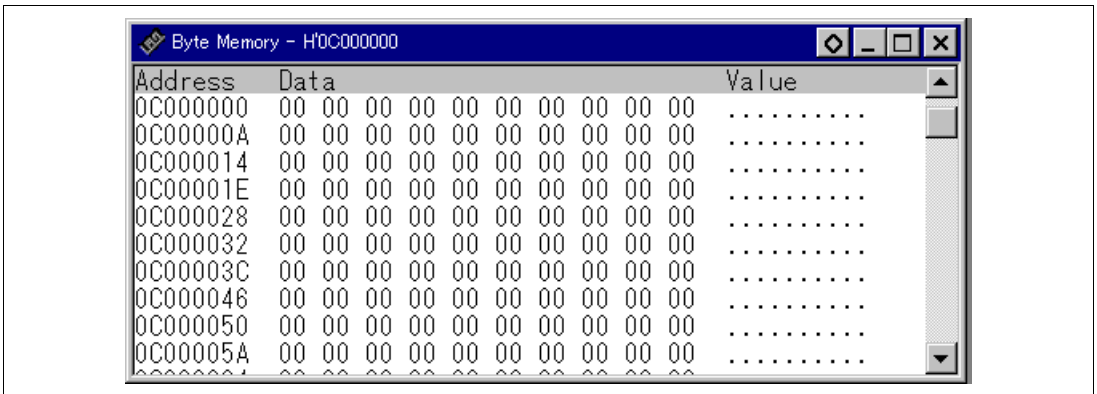 Byte Memory - H'0C000000
Address Data Value
0C000000 00 00 00 00 00 00 00 00 00 00 ..........
0C00000A 00 00 00 00 00 00 00 00 00 00 ..........
0C000014 00 00 00 00 00 00 00 00 00 00 ..........
0C00001E 00 00 00 00 00 00 00 00 00 00 ..........
0C000028 00 00 00 00 00 00 00 00 00 00 ..........
0C000032 00 00 00 00 00 00 00 00 00 00 ..........
0C00003C 00 00 00 00 00 00 00 00 00 00 ..........
0C000046 00 00 00 00 00 00 00 00 00 00 ..........
0C000050 00 00 00 00 00 00 00 00 00 00 ..........
0C00005A 00 00 00 00 00 00 00 00 00 00 ..........